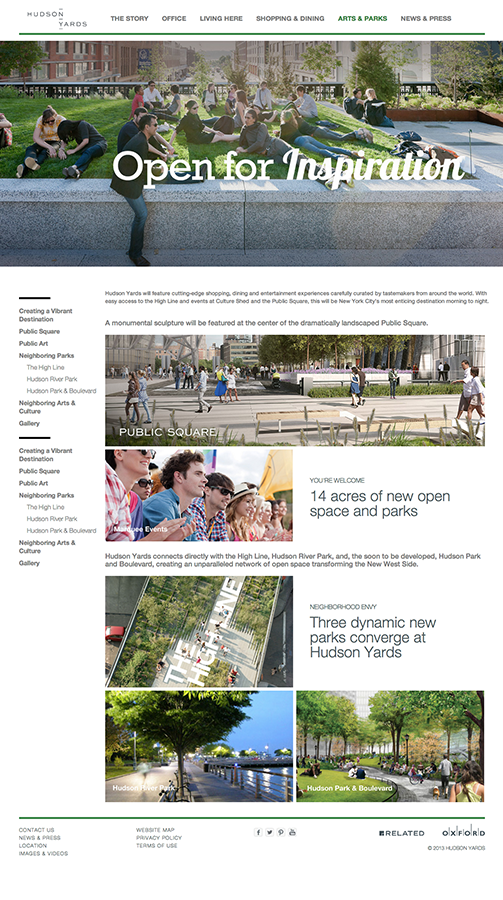 HUDSON
YARDS
THE STORY OFFICE LIVING HERE SHOPPING & DINING ARTS & PARKS NEWS & PRESS
Open for Inspiration
Creating a Vibrant
Destination
Public Square
Public Art
Neighboring Parks
The High Line
Hudson River Park
Hudson Park & Boulevard
Neighboring Arts &
Culture
Gallery
Creating a Vibrant
Destination
Public Square
Public Art
Neighboring Parks
The High Line
Hudson River Park
Hudson Park & Boulevard
Neighboring Arts &
Culture
Gallery
Hudson Yards will feature cutting-edge shopping, dining and entertainment experiences carefully curated by tastemakers from around the world. With
easy access to the High Line and events at Culture Shed and the Public Square, this will be New York City's most enticing destination morning to night.
A monumental sculpture will be featured at the center of the dramatically landscaped Public Square.
PUBLIC SQUARE
Marquee Events
YOU'RE WELCOME
14 acres of new open
space and parks
Hudson Yards connects directly with the High Line, Hudson River Park, and, the soon to be developed, Hudson Park
and Boulevard, creating an unparalleled network of open space transforming the New West Side.
THE
HIGH LINE
NEIGHBORHOOD ENVY
Three dynamic new
parks converge at
Hudson Yards
Hudson River Park
Hudson Park & Boulevard
CONTACT US
NEWS & PRESS
LOCATION
IMAGES & VIDEOS
WEBSITE MAP
PRIVACY POLICY
TERMS OF USE
RELATED
OXFORD
© 2013 HUDSON YARDS